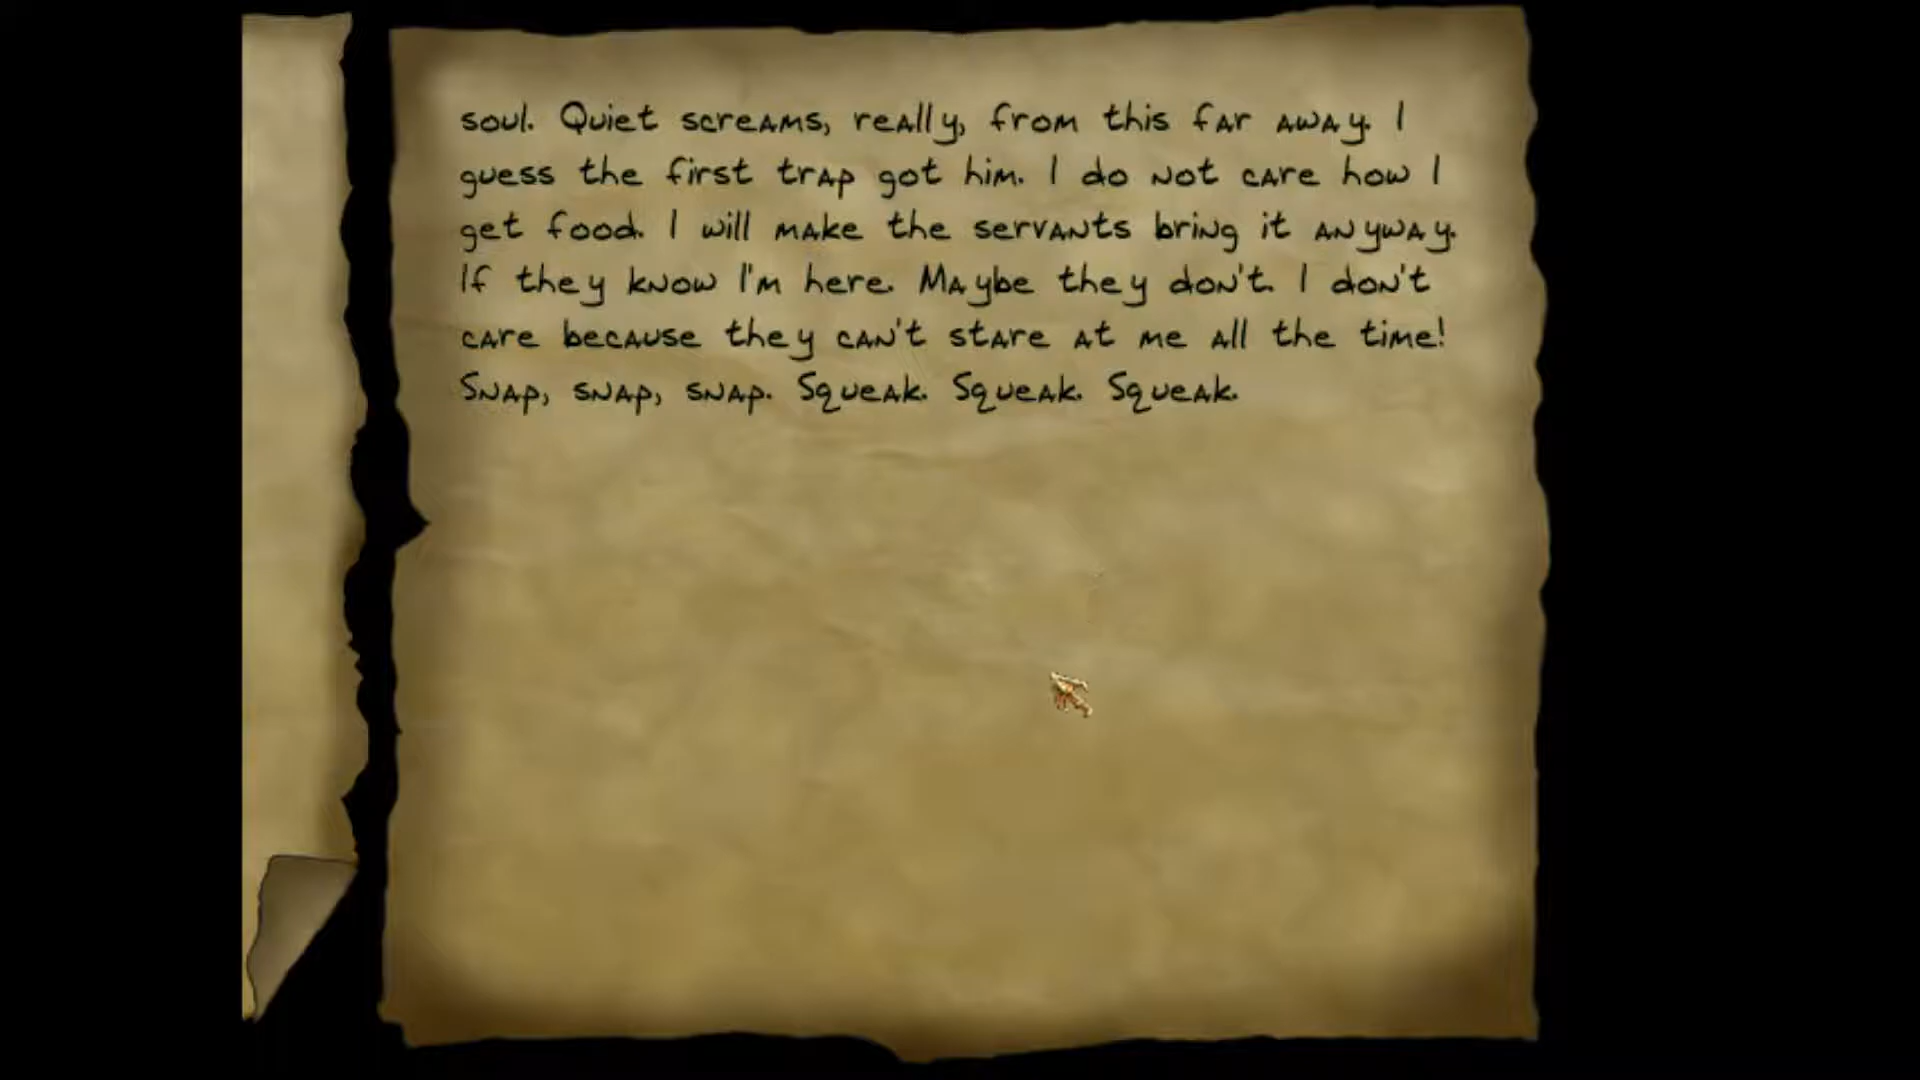 soul. Quiet screams, really, from this far away. I
guess the first trap got him. I do not care how I
get food. I will make the servants bring it anyway.
If they know I'm here. Maybe they don't. I don't
care because they can't stare at me all the time!
Snap, snap, snap. Squeak. Squeak. Squeak.